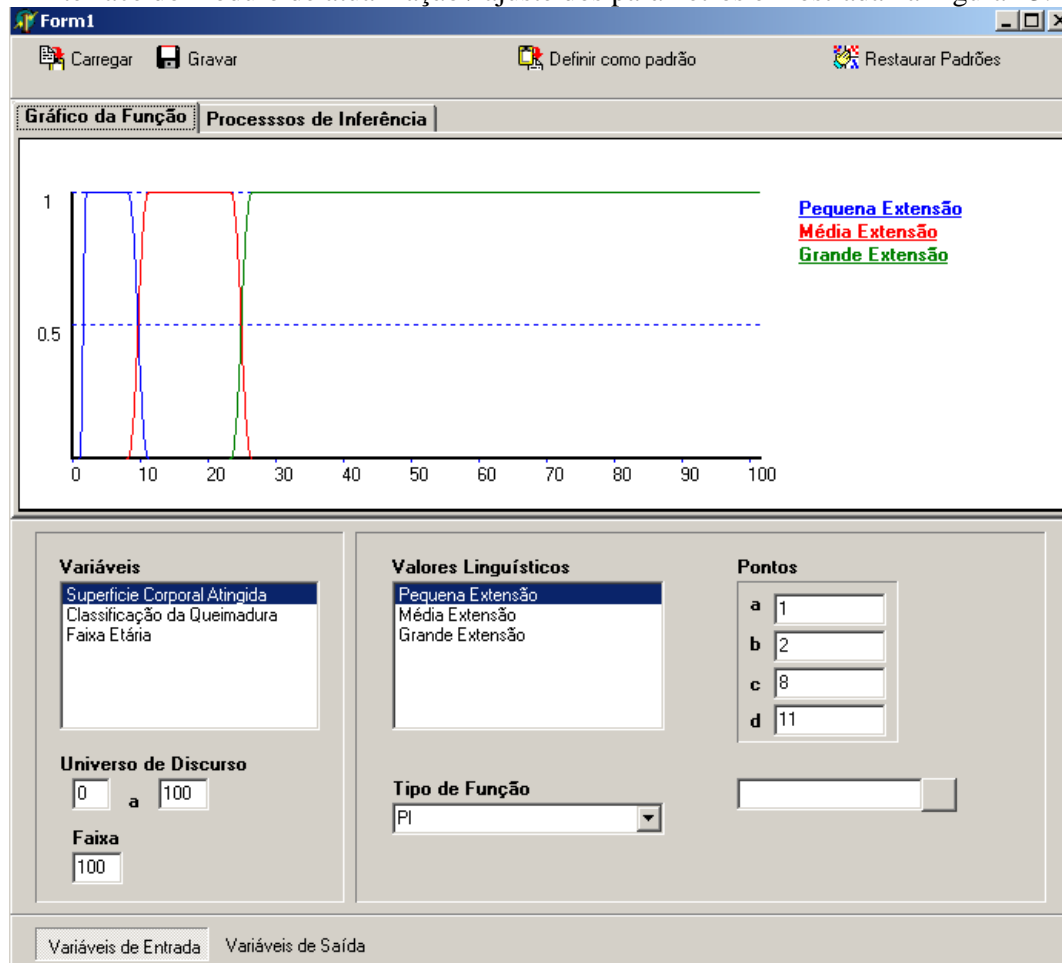 Form1
Carregar Gravar Definir como padrão Restaurar Padrões
Gráfico da Função Processsos de Inferência
1
0.5
0 10 20 30 40 50 60 70 80 90 100
Pequena Extensão
Média Extensão
Grande Extensão
Variáveis
Superficie Corporal Atingida
Classificação da Queimadura
Faixa Etária
Universo de Discurso
0 a 100
Faixa
100
Valores Linguísticos
Pequena Extensão
Média Extensão
Grande Extensão
Tipo de Função
PI
Pontos
a 1
b 2
c 8
d 11
Variáveis de Entrada Variáveis de Saída